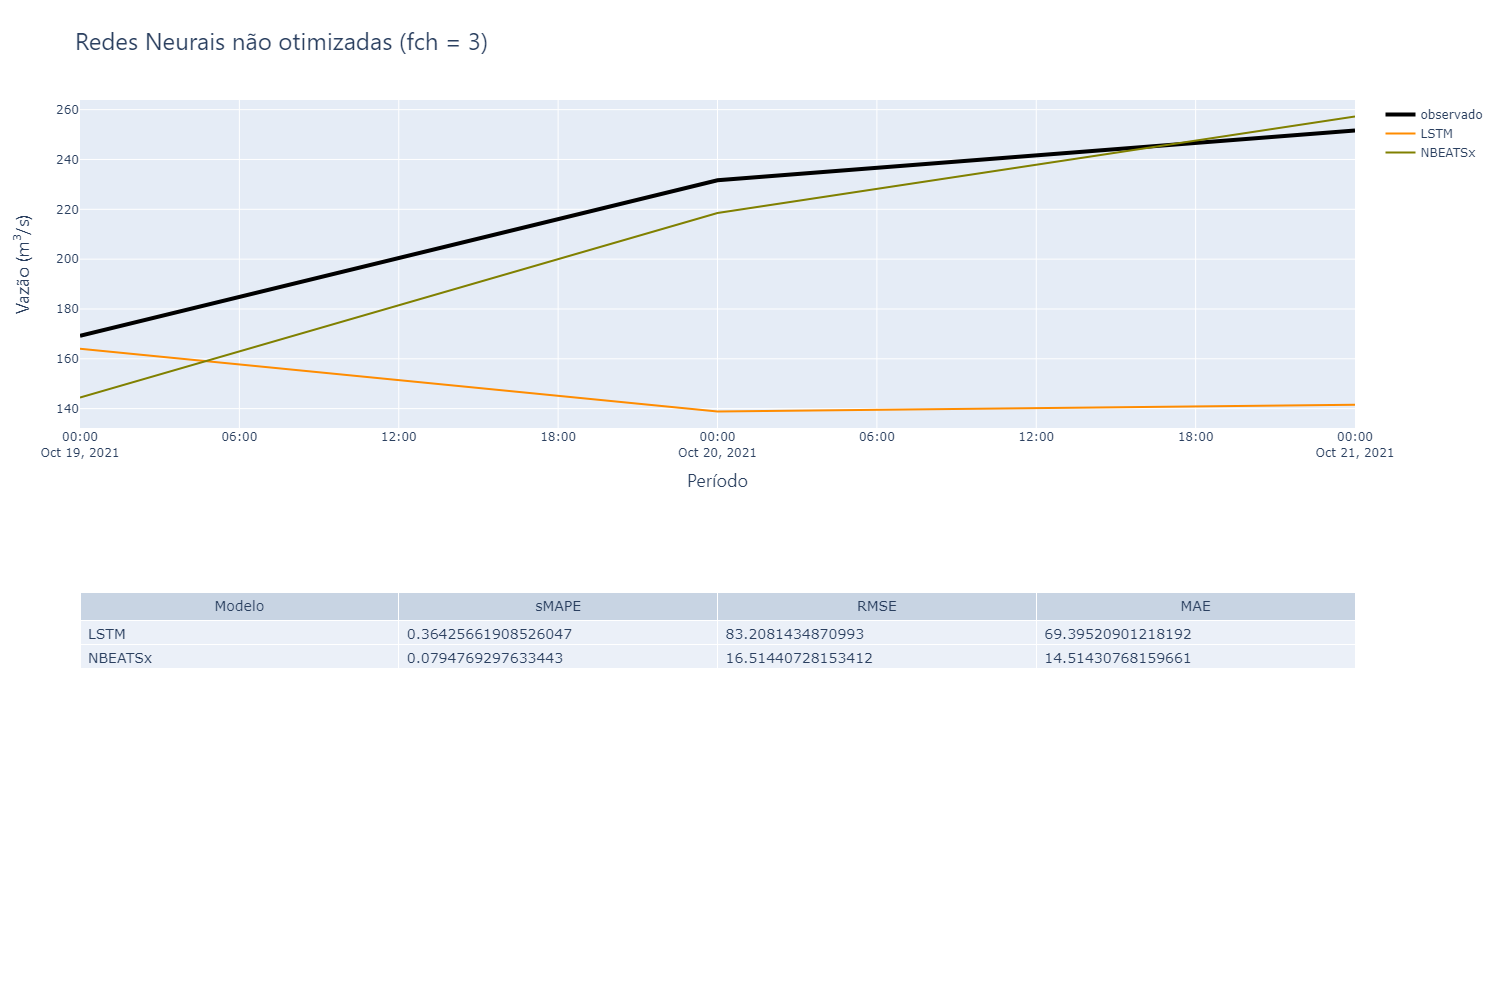 Redes Neurais não otimizadas (fch = 3)
260
240
220
200
180
160
140
Vazão (m³/s)
00:00 06:00 12:00 18:00 00:00 06:00 12:00 18:00 00:00
Oct 19, 2021 Oct 20, 2021 Oct 21, 2021
Período
observado
LSTM
NBEATSx
Modelo sMAPE RMSE MAE
LSTM 0.36425661908526047 83.2081434870993 69.39520901218192
NBEATSx 0.0794769297633443 16.51440728153412 14.51430768159661